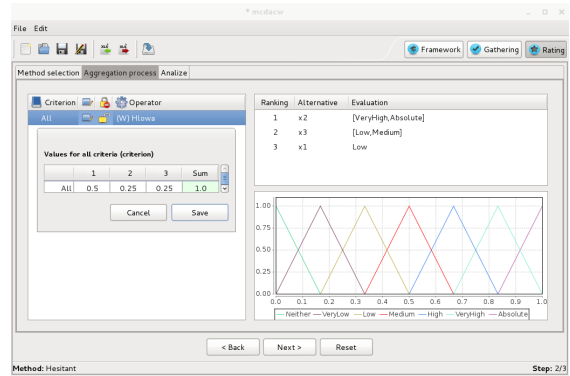 * mcdacw
File Edit
Framework Gathering Rating
Method selection Aggregation process Analize
Criterion Operator
All (W) Hlowa
Values for all criteria (criterion)
1 2 3 Sum
All 0.5 0.25 0.25 1.0
Cancel Save
Ranking Alternative Evaluation
1 x2 [VeryHigh,Absolute]
2 x3 [Low,Medium]
3 x1 Low
1.00
0.75
0.50
0.25
0.00
0.0 0.1 0.2 0.3 0.4 0.5 0.6 0.7 0.8 0.9 1.0
Neither VeryLow Low Medium High VeryHigh Absolute
< Back Next > Reset
Method: Hesitant Step: 2/3